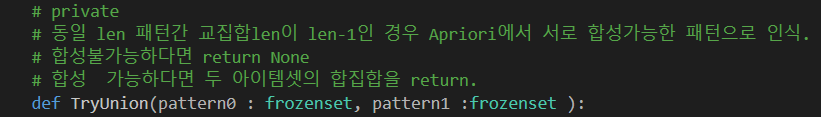 # private
# 동일 len 패턴간 교집합len이 len-1인 경우 Apriori에서 서로 합성가능한 패턴으로 인식.
# 합성불가능하다면 return None
# 합성  가능하다면 두 아이템셋의 합집합을 return.
def TryUnion(pattern0 : frozenset, pattern1 :frozenset ):